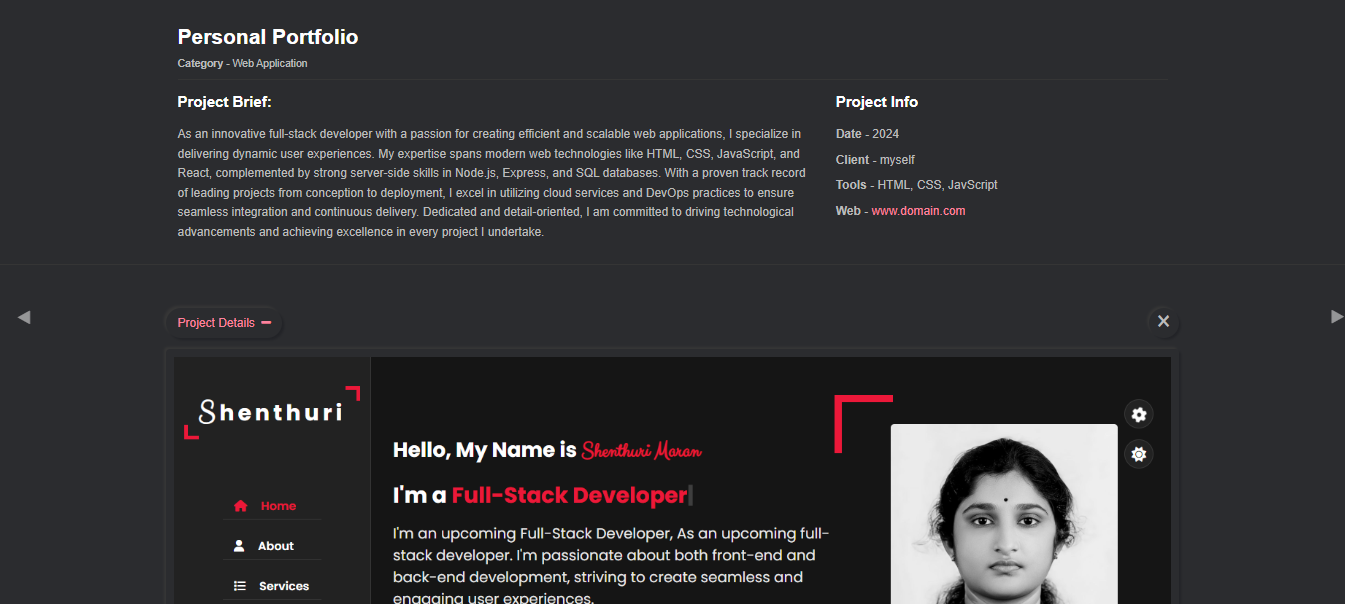 Personal Portfolio
Category - Web Application
Project Brief:
As an innovative full-stack developer with a passion for creating efficient and scalable web applications, I specialize in
delivering dynamic user experiences. My expertise spans modern web technologies like HTML, CSS, JavaScript, and
React, complemented by strong server-side skills in Node.js, Express, and SQL databases. With a proven track record
of leading projects from conception to deployment, I excel in utilizing cloud services and DevOps practices to ensure
seamless integration and continuous delivery. Dedicated and detail-oriented, I am committed to driving technological
advancements and achieving excellence in every project I undertake.
Project Info
Date - 2024
Client - myself
Tools - HTML, CSS, JavScript
Web - www.domain.com
Project Details
Shenthuri
Home
About
Services
Hello, My Name is Shenthuri Maran
I'm a Full-Stack Developer
I'm an upcoming Full-Stack Developer, As an upcoming full-
stack developer. I'm passionate about both front-end and
back-end development, striving to create seamless and
engaging user experiences.